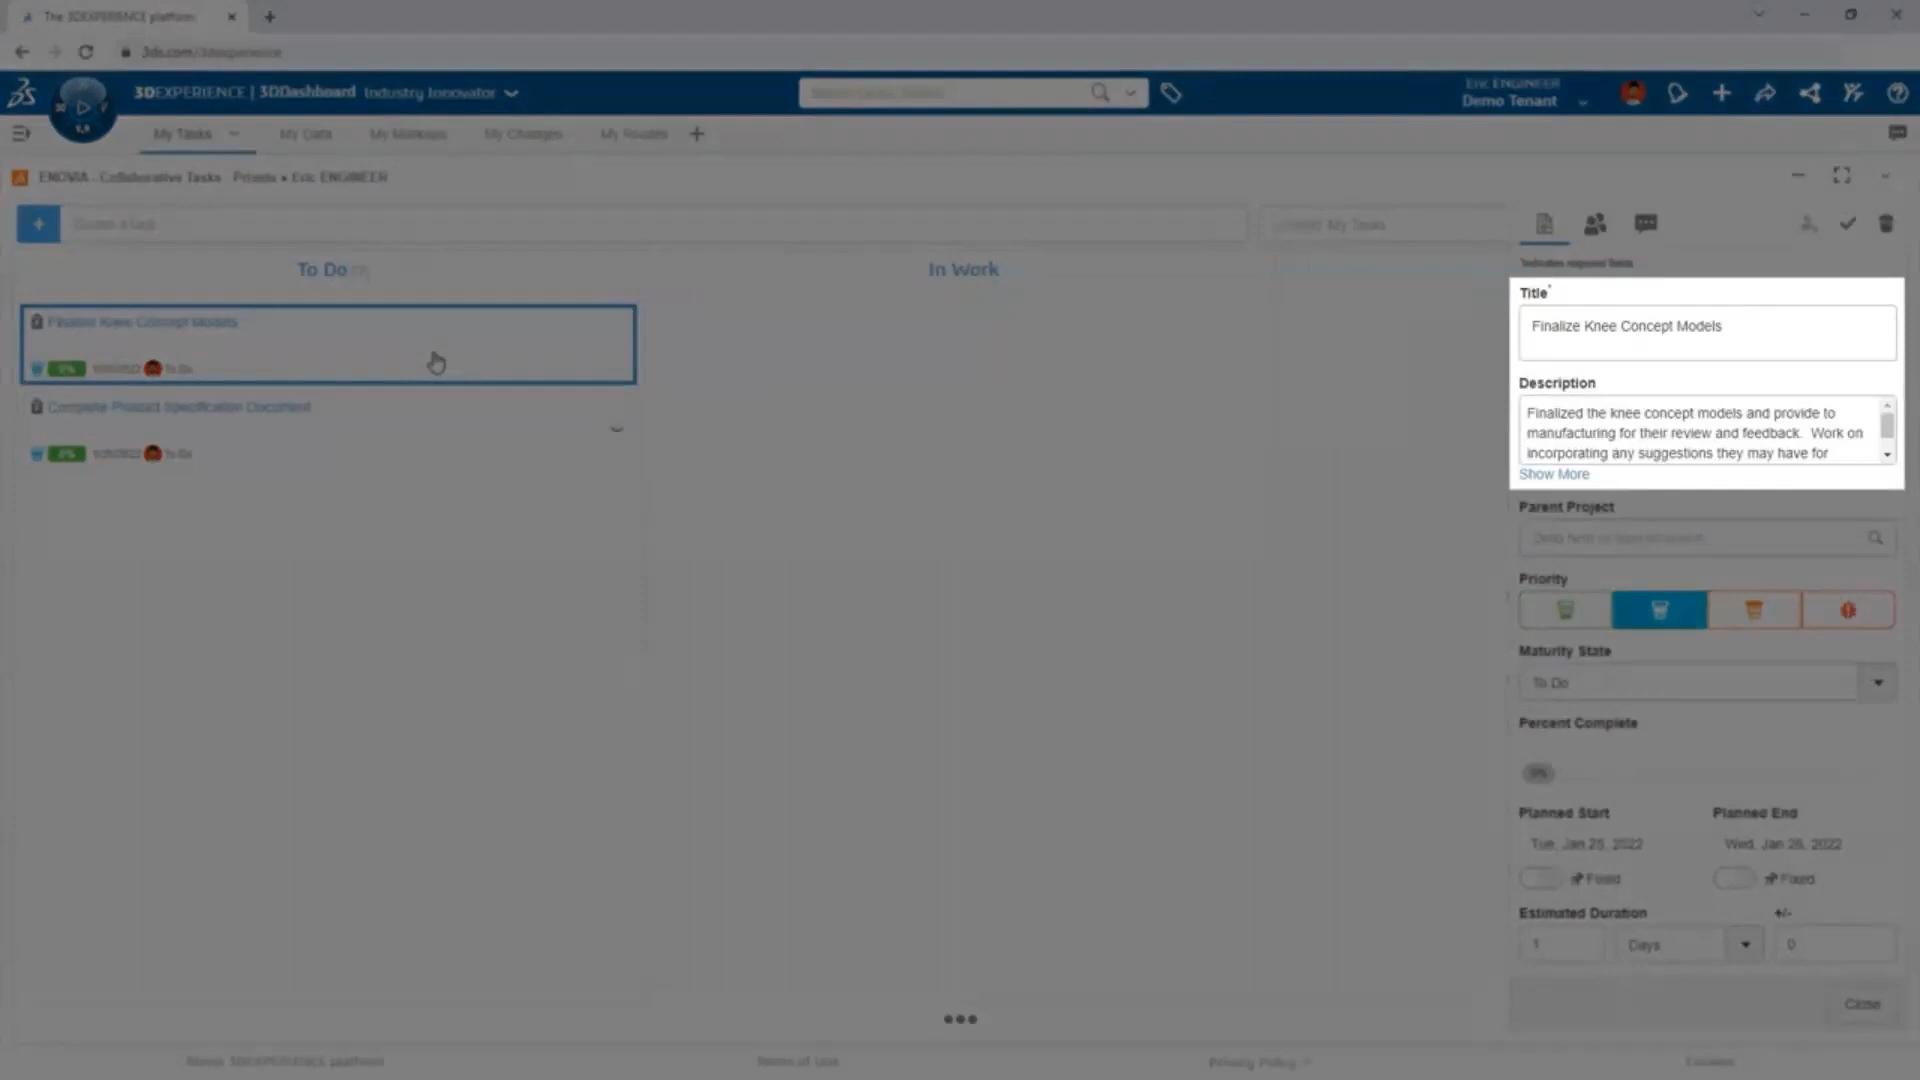 The 3DEXPERIENCE platform
3ds.com/3dexperience
3DEXPERIENCE | 3DDashboard Industry Innovator
Eric ENGINEER
Demo Tenant
My Tasks
My Data
My Markups
My Changes
My Routes
ENOVIA - Collaborative Tasks Private • Eric ENGINEER
Create a task
My Tasks
*Indicates required fields
To Do
In Work
Title*
Finalize Knee Concept Models
Description
Finalized the knee concept models and provide to
manufacturing for their review and feedback. Work on
incorporating any suggestions they may have for
Show More
Finalize Knee Concept Models
0%
To Do
Complete Product Specification Document
0%
To Do
Parent Project
Priority
Maturity State
To Do
Percent Complete
0%
Planned Start
Planned End
Tue, Jan 25, 2022
Wed, Jan 26, 2022
Fixed
Fixed
Estimated Duration
+/-
1
Days
0
Close
About 3DEXPERIENCE platform
Terms of Use
Privacy Policy
Cookies